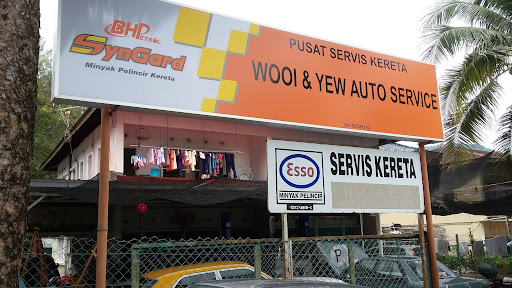 BHPetrol
SynGard
Minyak Pelincir Kereta
PUSAT SERVIS KERETA
WOOI & YEW AUTO SERVICE
Esso
MINYAK PELINCIR
SERVIS KERETA
P